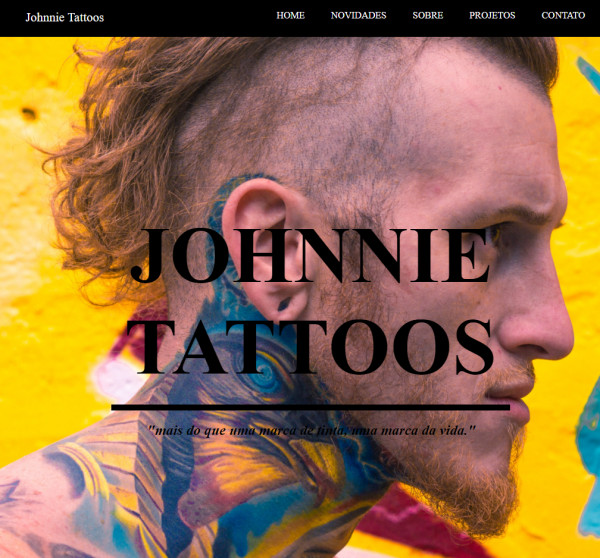 Johnnie Tattoos HOME NOVIDADES SOBRE PROJETOS CONTATO
JOHNNIE
TATTOOS
"mais do que uma marca de tinta, uma marca da vida."